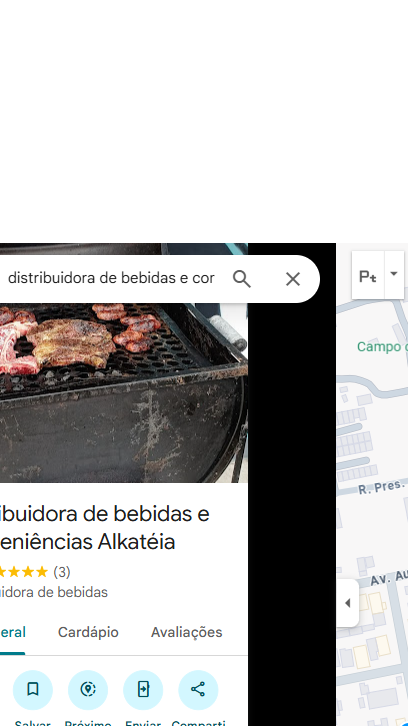 distribuidora de bebidas e cor
Pt
Campo
ibuidora de bebidas e
eniências Alkatéia
(3)
idora de bebidas
eral Cardápio Avaliações
Salvar Próximo Enviar Comparti
R. Pres.
Av. Au